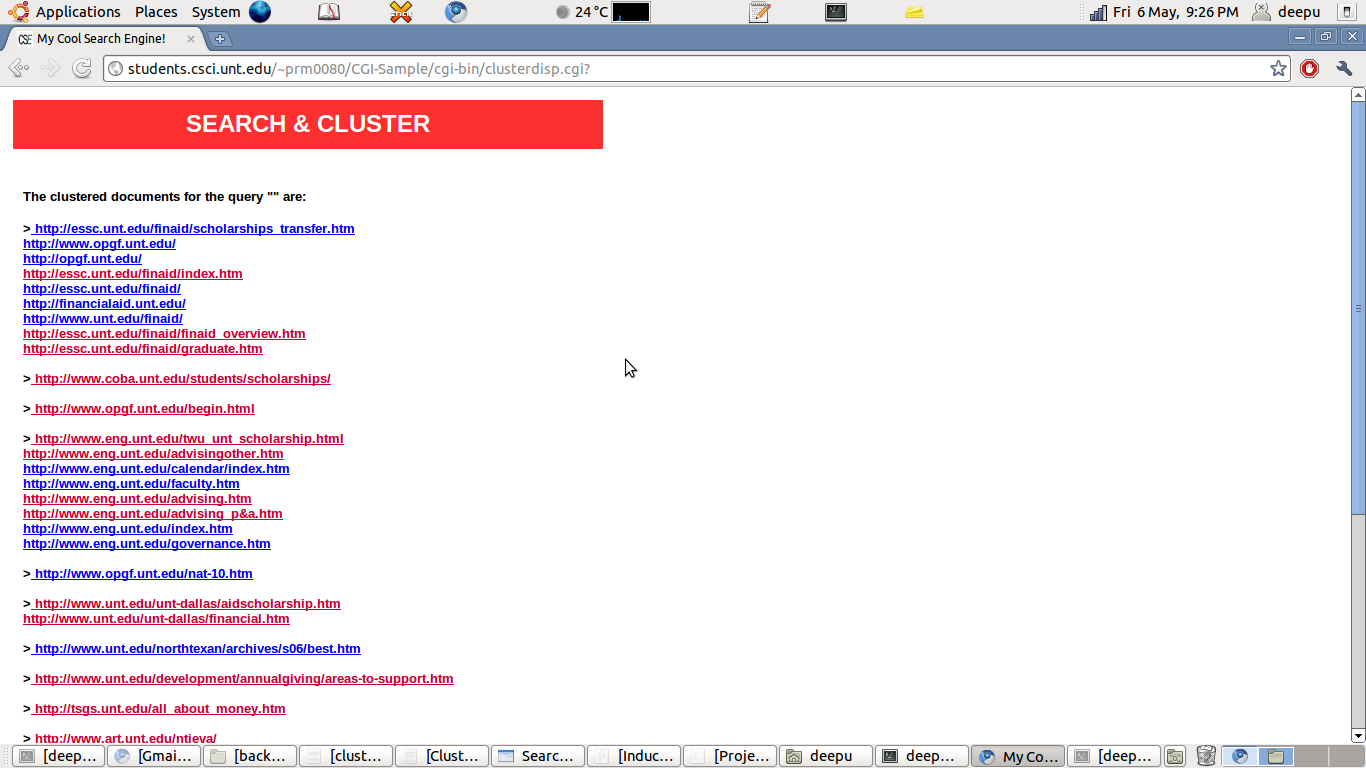 Applications Places System 24 °C Fri 6 May, 9:26 PM deepu
CSE My Cool Search Engine!
students.csci.unt.edu/~prm0080/CGI-Sample/cgi-bin/clusterdisp.cgi?
SEARCH & CLUSTER
The clustered documents for the query "" are:
> http://essc.unt.edu/finaid/scholarships_transfer.htm
http://www.opgf.unt.edu/
http://opgf.unt.edu/
http://essc.unt.edu/finaid/index.htm
http://essc.unt.edu/finaid/
http://financialaid.unt.edu/
http://www.unt.edu/finaid/
http://essc.unt.edu/finaid/finaid_overview.htm
http://essc.unt.edu/finaid/graduate.htm
> http://www.coba.unt.edu/students/scholarships/
> http://www.opgf.unt.edu/begin.html
> http://www.eng.unt.edu/twu_unt_scholarship.html
http://www.eng.unt.edu/advisingother.htm
http://www.eng.unt.edu/calendar/index.htm
http://www.eng.unt.edu/faculty.htm
http://www.eng.unt.edu/advising.htm
http://www.eng.unt.edu/advising_p&a.htm
http://www.eng.unt.edu/index.htm
http://www.eng.unt.edu/governance.htm
> http://www.opgf.unt.edu/nat-10.htm
> http://www.unt.edu/unt-dallas/aidscholarship.htm
http://www.unt.edu/unt-dallas/financial.htm
> http://www.unt.edu/northtexan/archives/s06/best.htm
> http://www.unt.edu/development/annualgiving/areas-to-support.htm
> http://tsgs.unt.edu/all_about_money.htm
> http://www.art.unt.edu/ntieva/
[deep... [Gmai... [back... [clust... [Clust... Searc... [Induc... [Proje... deepu deep... My Co... [deep...